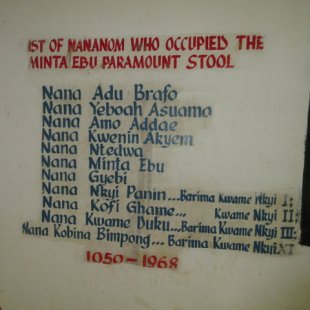 IST OF NANANOM WHO OCCUPIED THE
MINTA EBU PARAMOUNT STOOL
Nana Adu Brafo
Nana Yeboah Asuama
Nana Amo Addae
Nana Kwenin Akyem
Nana Ntedwa
Nana Minta Ebu
Nana Gyebi
Nana Nkyi Panin...Barima Kwame Nkyi I;
Nana Kofi Ghame... Kwame Nkyi II;
Nana Kwame Duku...Barima Kwame Nkyi III;
Nana Kobina Bimpong... Barima Kwame Nkyi XI
1050-1968